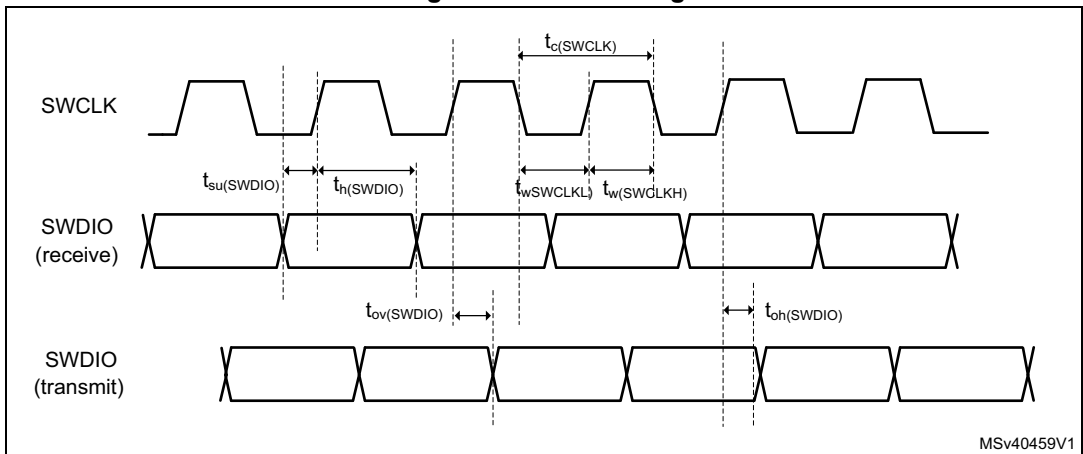 tc(SWCLK)
SWCLK
tsu(SWDIO) th(SWDIO) twSWCLKL) tw(SWCLKH)
SWDIO
(receive)
tov(SWDIO) toh(SWDIO)
SWDIO
(transmit)
MSv40459V1